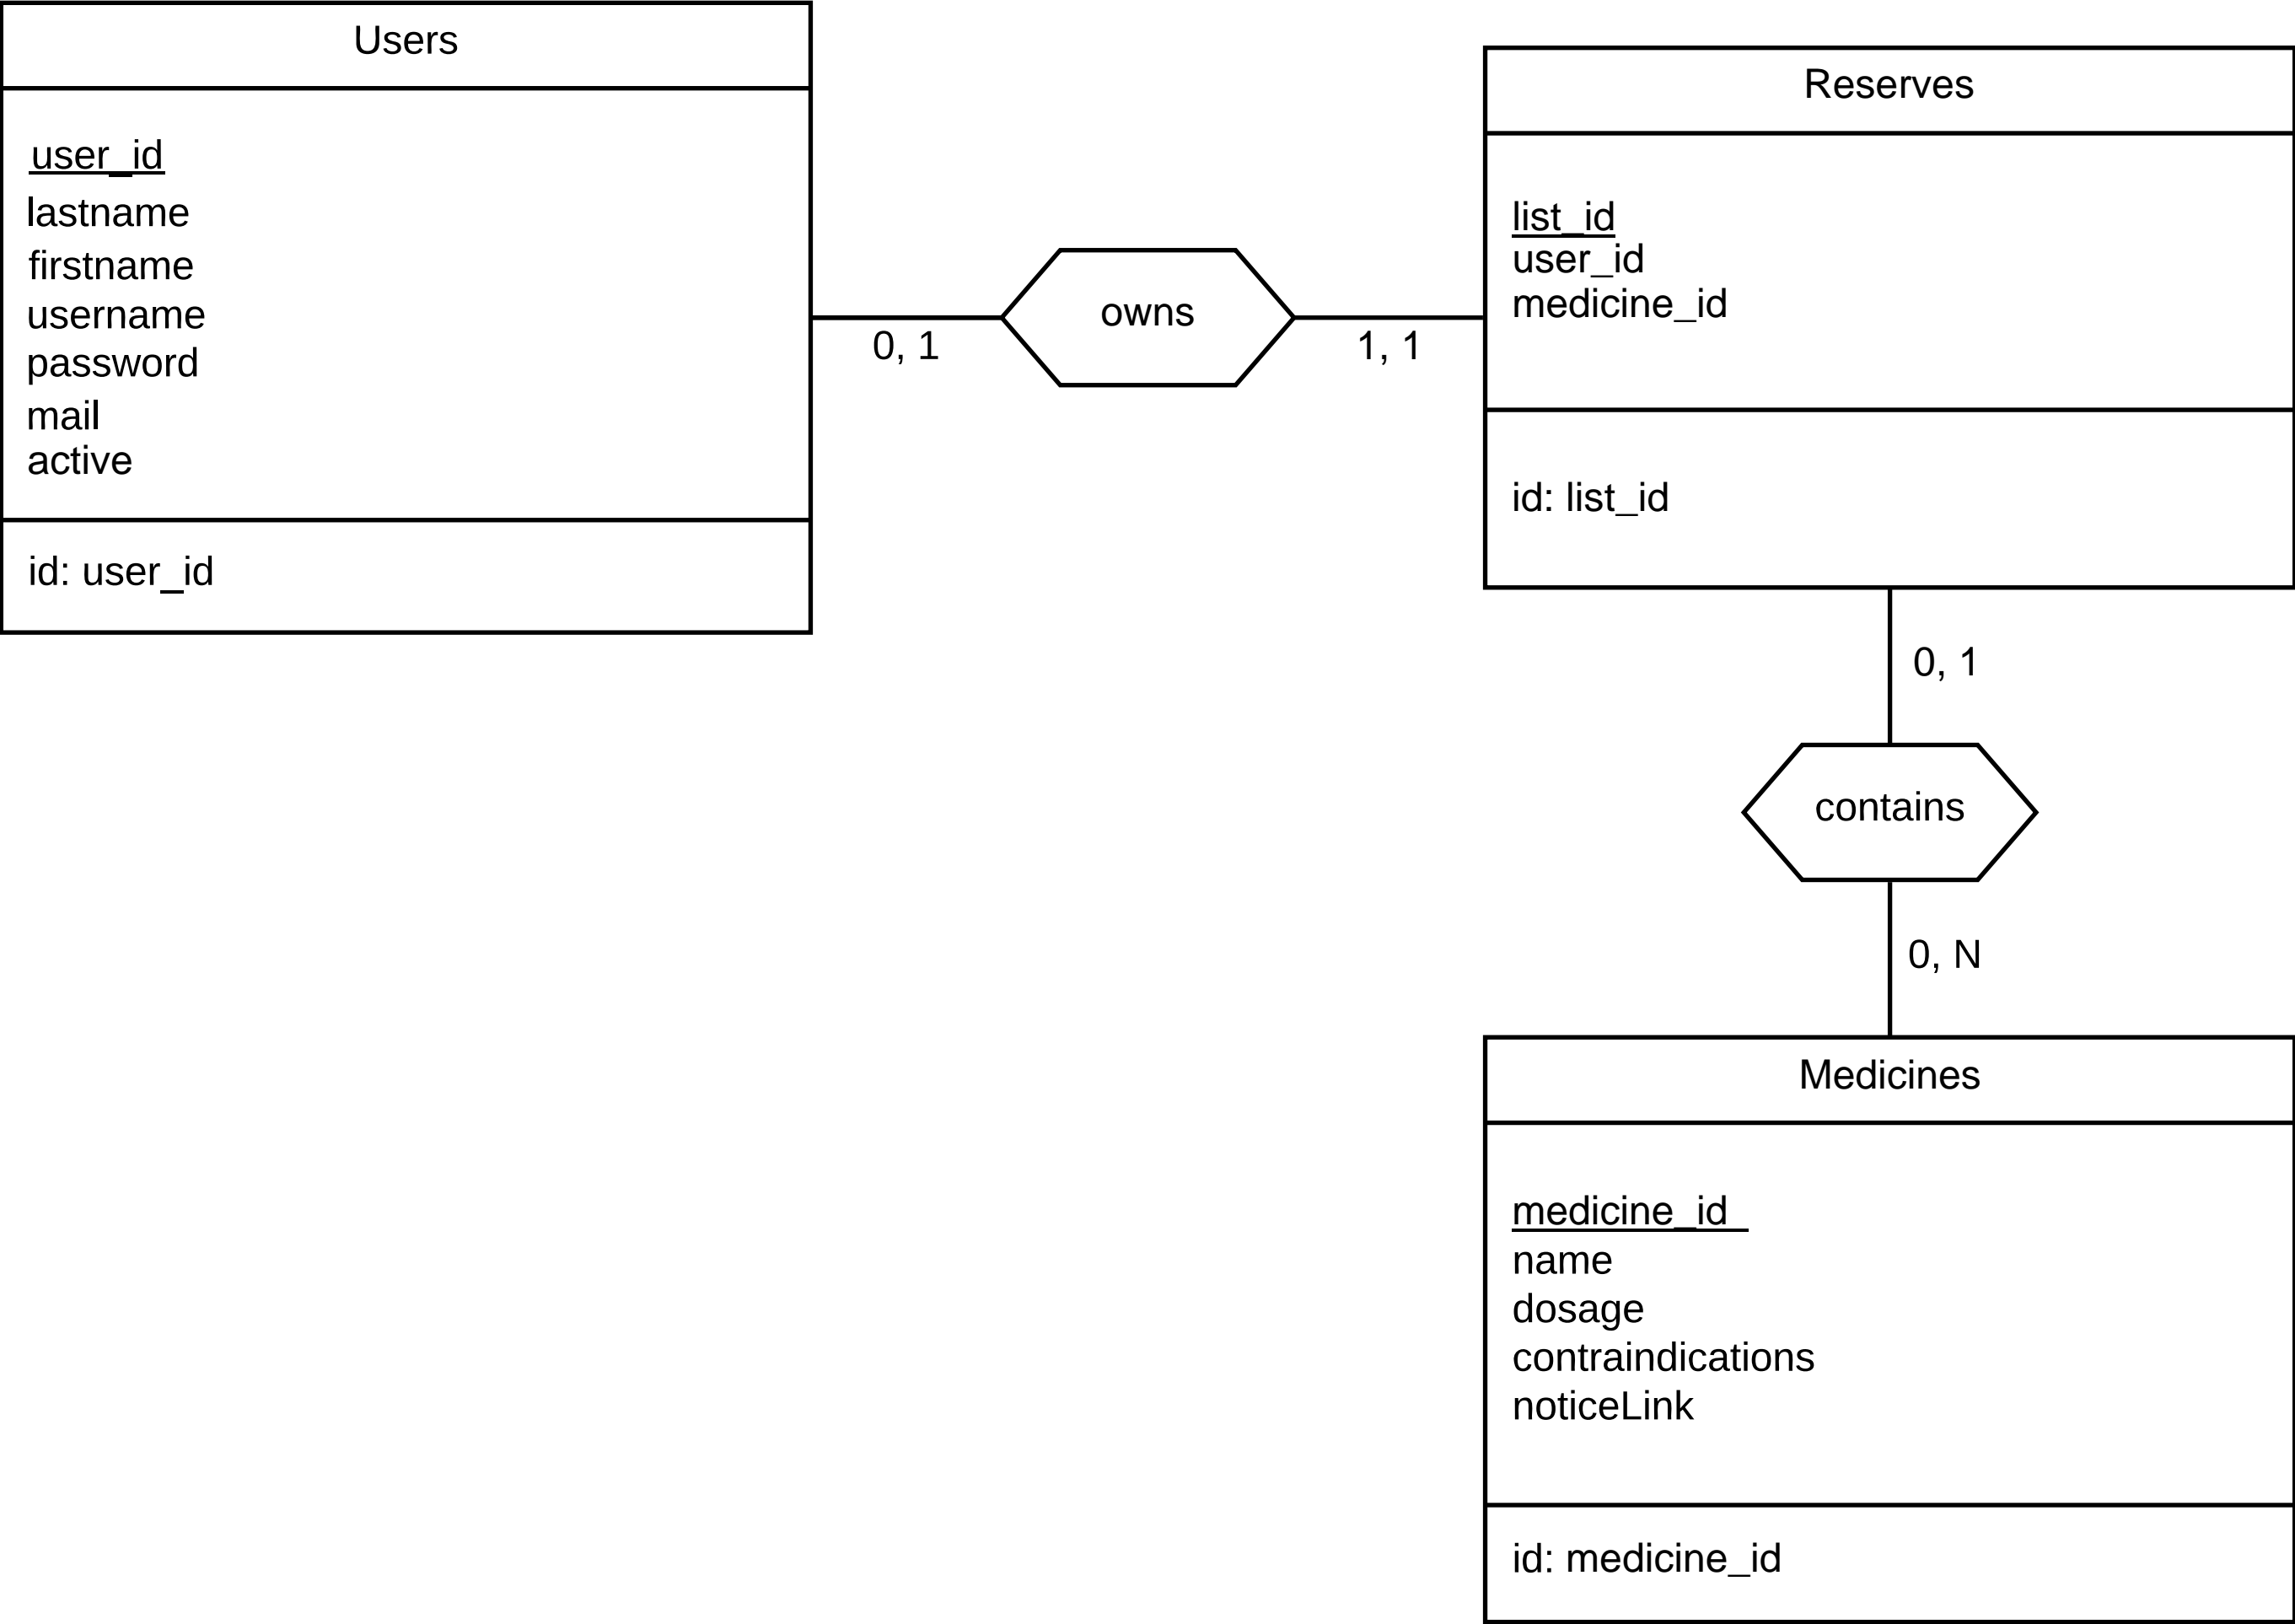 Users
user_id
lastname
firstname
username
password
mail
active
id: user_id
owns
0, 1
1, 1
Reserves
list_id
user_id
medicine_id
id: list_id
0, 1
contains
0, N
Medicines
medicine_id
name
dosage
contraindications
noticeLink
id: medicine_id